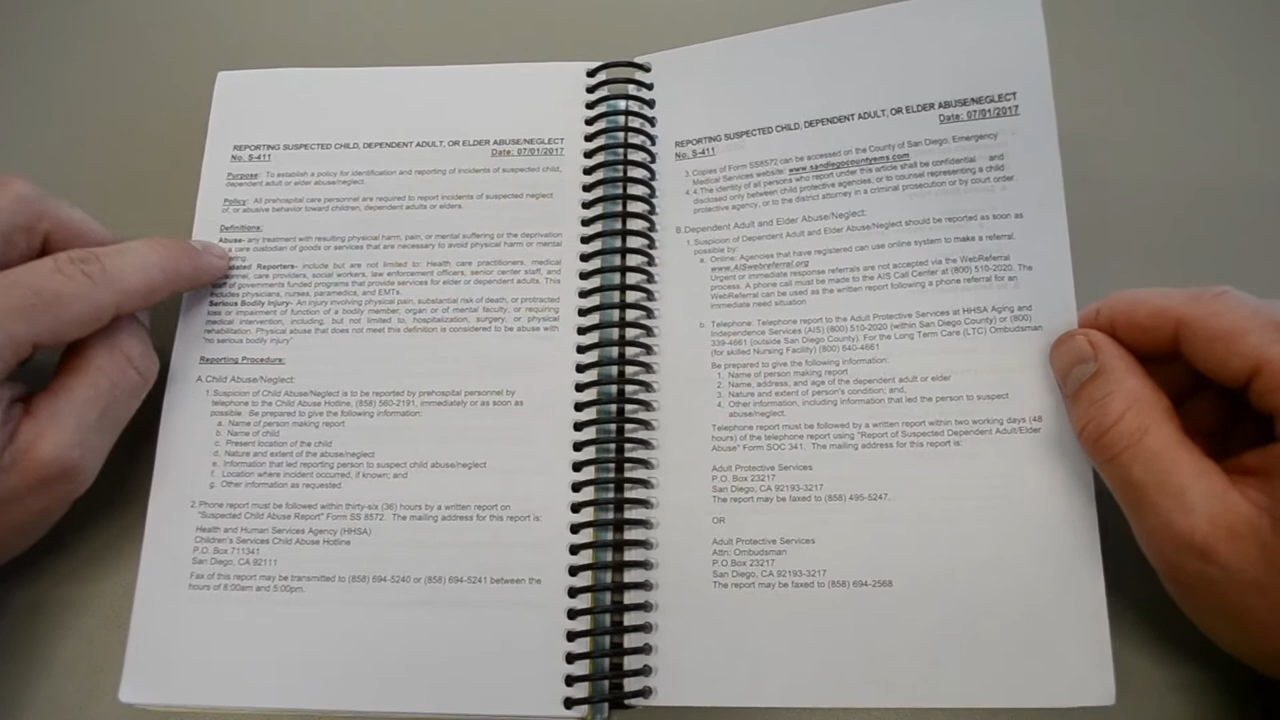 REPORTING SUSPECTED CHILD, DEPENDENT ADULT, OR ELDER ABUSE/NEGLECT
No. S-411 Date: 07/01/2017
Purpose: To establish a policy for identification and reporting of incidents of suspected child,
dependent adult or elder abuse/neglect.
Policy: All prehospital care personnel are required to report incidents of suspected neglect
of, or abusive behavior toward children, dependent adults or elders.
Definitions:
Abuse- any treatment with resulting physical harm, pain, or mental suffering or the deprivation
a care custodian of goods or services that are necessary to avoid physical harm or mental
Reporters- include but are not limited to: Health care practitioners, medical
care providers, social workers, law enforcement officers, senior center staff, and
staff of governments funded programs that provide services for elder or dependent adults. This
includes physicians, nurses, paramedics, and EMTs.
Serious Bodily Injury- An injury involving physical pain, substantial risk of death, or protracted
loss or impairment of function of a bodily member, organ or of mental faculty, or requiring
medical intervention, including, but not limited to, hospitalization, surgery, or physical
rehabilitation. Physical abuse that does not meet this definition is considered to be abuse with
"no serious bodily injury"
Reporting Procedure:
A. Child Abuse/Neglect:
1. Suspicion of Child Abuse/Neglect is to be reported by prehospital personnel by
telephone to the Child Abuse Hotline, (858) 560-2191, immediately or as soon as
possible. Be prepared to give the following information:
a. Name of person making report
b. Name of child
c. Present location of the child
d. Nature and extent of the abuse/neglect
e. Information that led reporting person to suspect child abuse/neglect
f. Location where incident occurred, if known; and
g. Other information as requested.
2. Phone report must be followed within thirty-six (36) hours by a written report on
"Suspected Child Abuse Report" Form SS 8572. The mailing address for this report is:
Health and Human Services Agency (HHSA)
Children's Services Child Abuse Hotline
P.O. Box 711341
San Diego, CA 92111
Fax of this report may be transmitted to (858) 694-5240 or (858) 694-5241 between the
hours of 8:00am and 5:00pm.
REPORTING SUSPECTED CHILD, DEPENDENT ADULT, OR ELDER ABUSE/NEGLECT
No. S-411 Date: 07/01/2017
3. Copies of Form SS8572 can be accessed on the County of San Diego, Emergency
Medical Services website: www.sandiegocountyems.com
4. 4.The identity of all persons who report under this article shall be confidential and
disclosed only between child protective agencies, or to counsel representing a child
protective agency, or to the district attorney in a criminal prosecution or by court order.
B. Dependent Adult and Elder Abuse/Neglect:
1. Suspicion of Dependent Adult and Elder Abuse/Neglect should be reported as soon as
possible by:
a. Online: Agencies that have registered can use online system to make a referral.
www.AISwebreferral.org
Urgent or immediate response referrals are not accepted via the WebReferral
process. A phone call must be made to the AIS Call Center at (800) 510-2020. The
WebReferral can be used as the written report following a phone referral for an
immediate need situation
b. Telephone: Telephone report to the Adult Protective Services at HHSA Aging and
Independence Services (AIS) (800) 510-2020 (within San Diego County) or (800)
339-4661 (outside San Diego County). For the Long Term Care (LTC) Ombudsman
(for skilled Nursing Facility) (800) 640-4661
Be prepared to give the following information:
1. Name of person making report
2. Name, address, and age of the dependent adult or elder
3. Nature and extent of person's condition; and,
4. Other information, including information that led the person to suspect
abuse/neglect.
Telephone report must be followed by a written report within two working days (48
hours) of the telephone report using "Report of Suspected Dependent Adult/Elder
Abuse" Form SOC 341. The mailing address for this report is:
Adult Protective Services
P.O. Box 23217
San Diego, CA 92193-3217
The report may be faxed to (858) 495-5247.
OR
Adult Protective Services
Attn: Ombudsman
P.O.Box 23217
San Diego, CA 92193-3217
The report may be faxed to (858) 694-2568